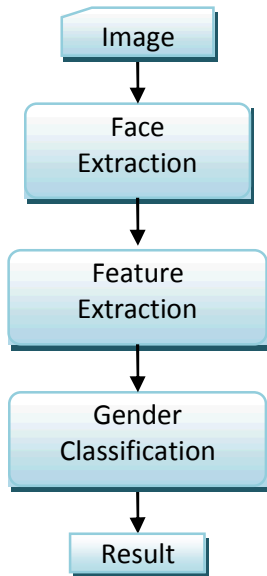 Image
Face
Extraction
Feature
Extraction
Gender
Classification
Result